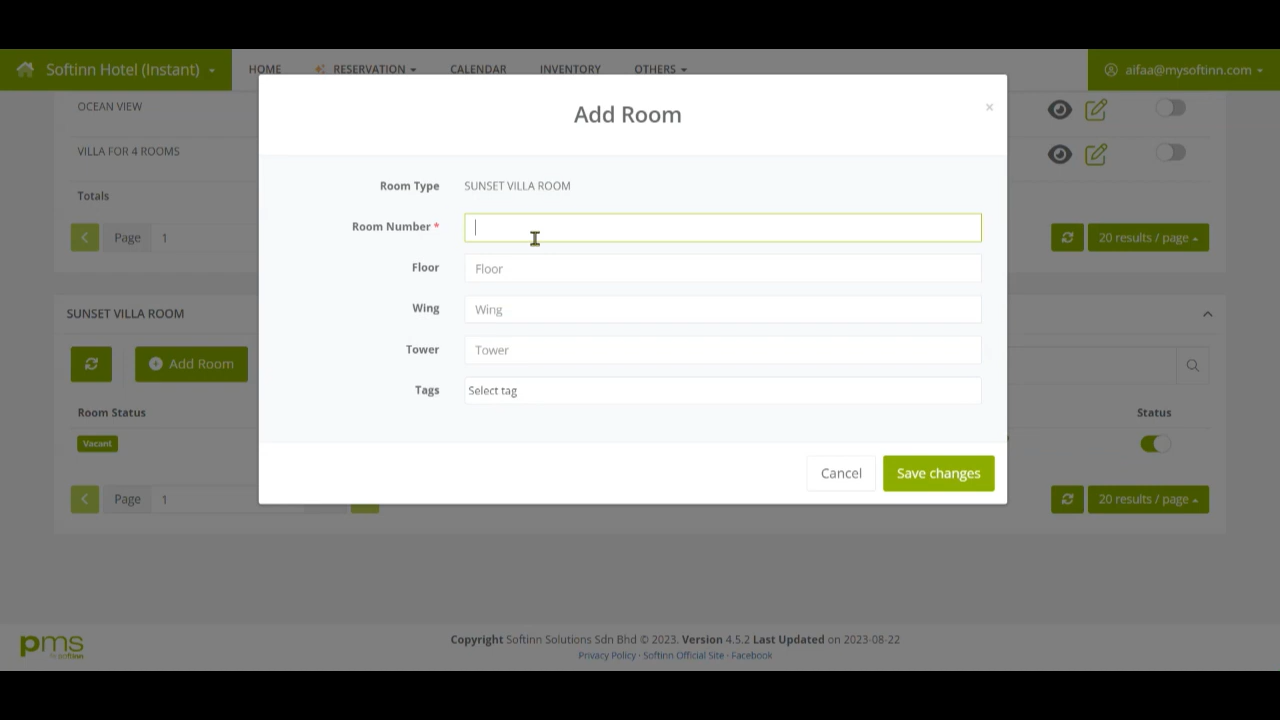 Softinn Hotel (Instant) HOME RESERVATION CALENDAR INVENTORY OTHERS aifaa@mysoftinn.com
OCEAN VIEW
VILLA FOR 4 ROOMS
Totals
Page 1 20 results / page
SUNSET VILLA ROOM
Add Room
Room Status Status
Vacant
Page 1 20 results / page
Add Room
×
Room Type SUNSET VILLA ROOM
Room Number *
Floor Floor
Wing Wing
Tower Tower
Tags Select tag
Cancel Save changes
pms
by softinn
Copyright Softinn Solutions Sdn Bhd © 2023. Version 4.5.2 Last Updated on 2023-08-22
Privacy Policy · Softinn Official Site · Facebook